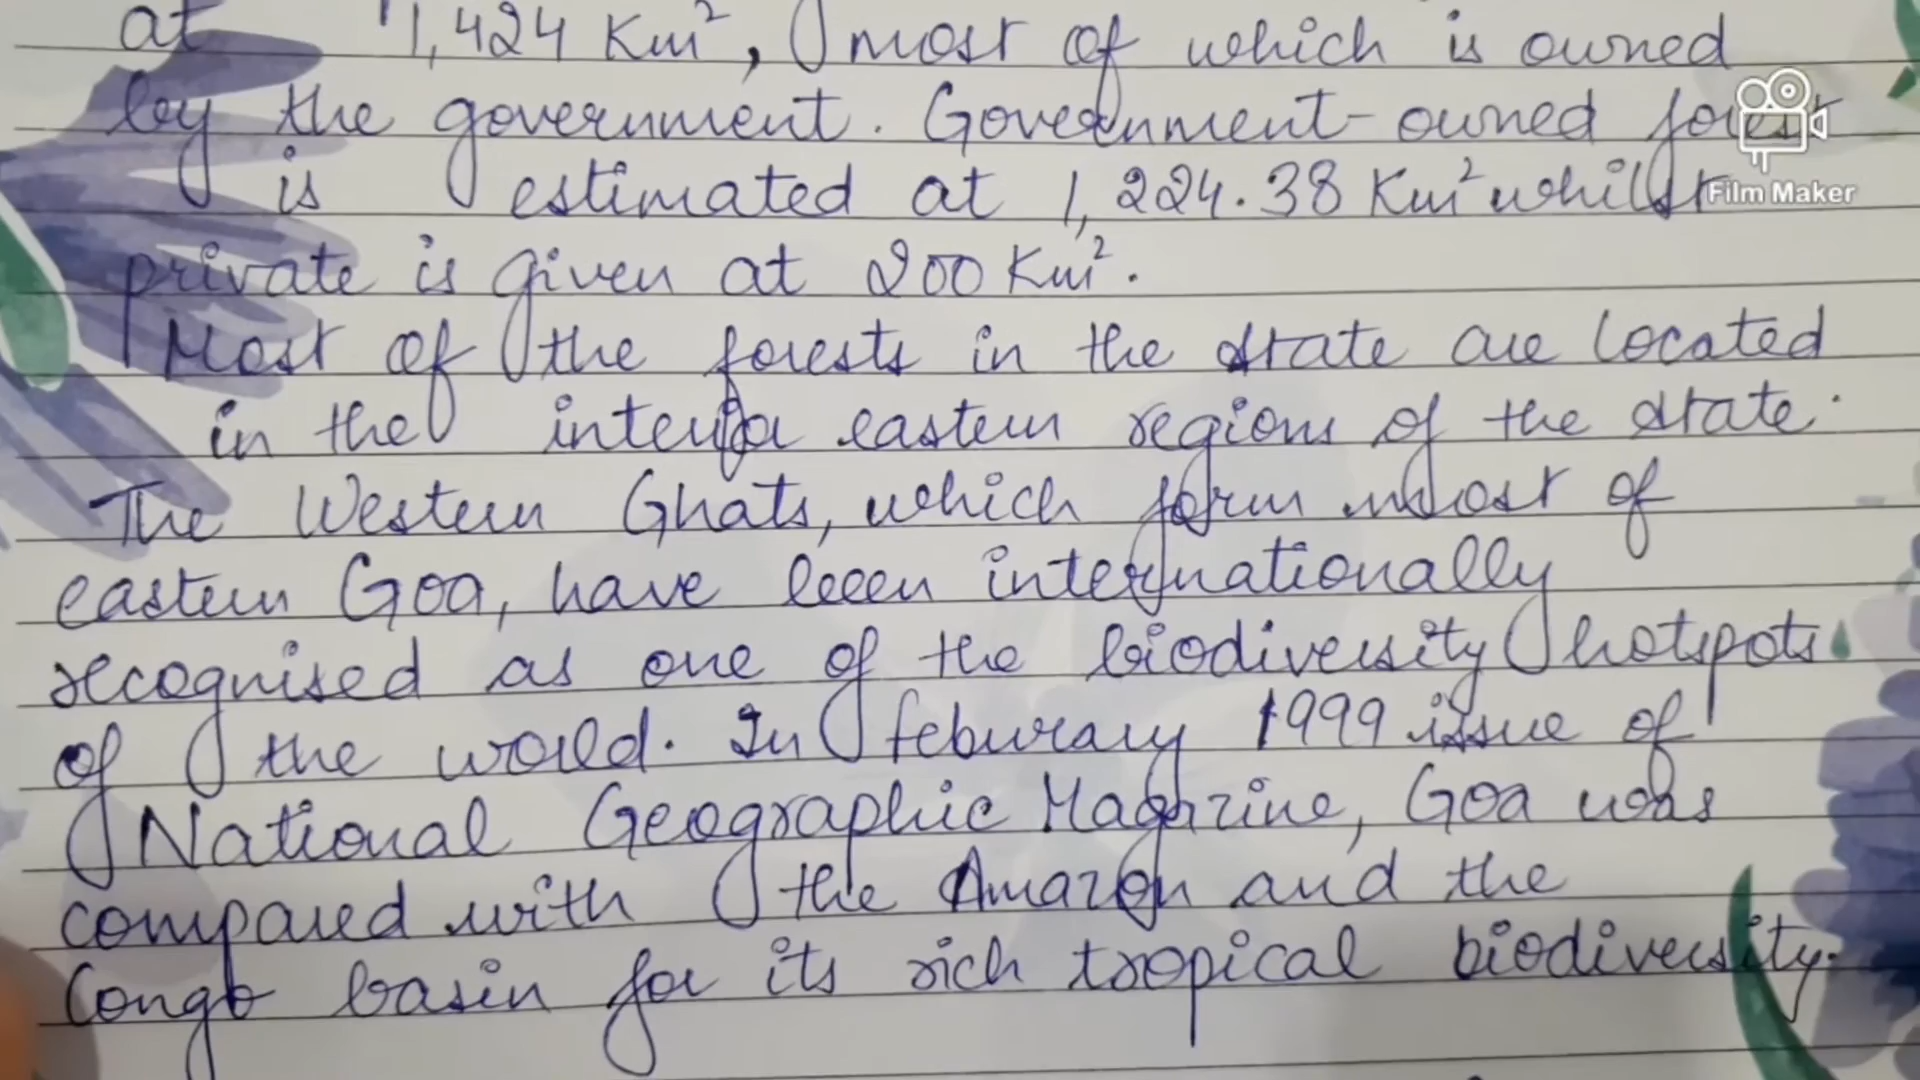 at 1,424 Km², most of which is owned
by the government. Government-owned forest
is estimated at 1,224.38 Km² whilst
private is given at 200 Km².
Most of the forests in the state are located
in the eastern regions of the state.
The Western Ghats, which form most of
eastern Goa, have been internationally
recognised as one of the biodiversity hotspots
of the world. In feburary 1999 issue of
National Geographic Magazine, Goa was
compared with the Amazon and the
Congo basin for its rich tropical biodiversity.
Film Maker